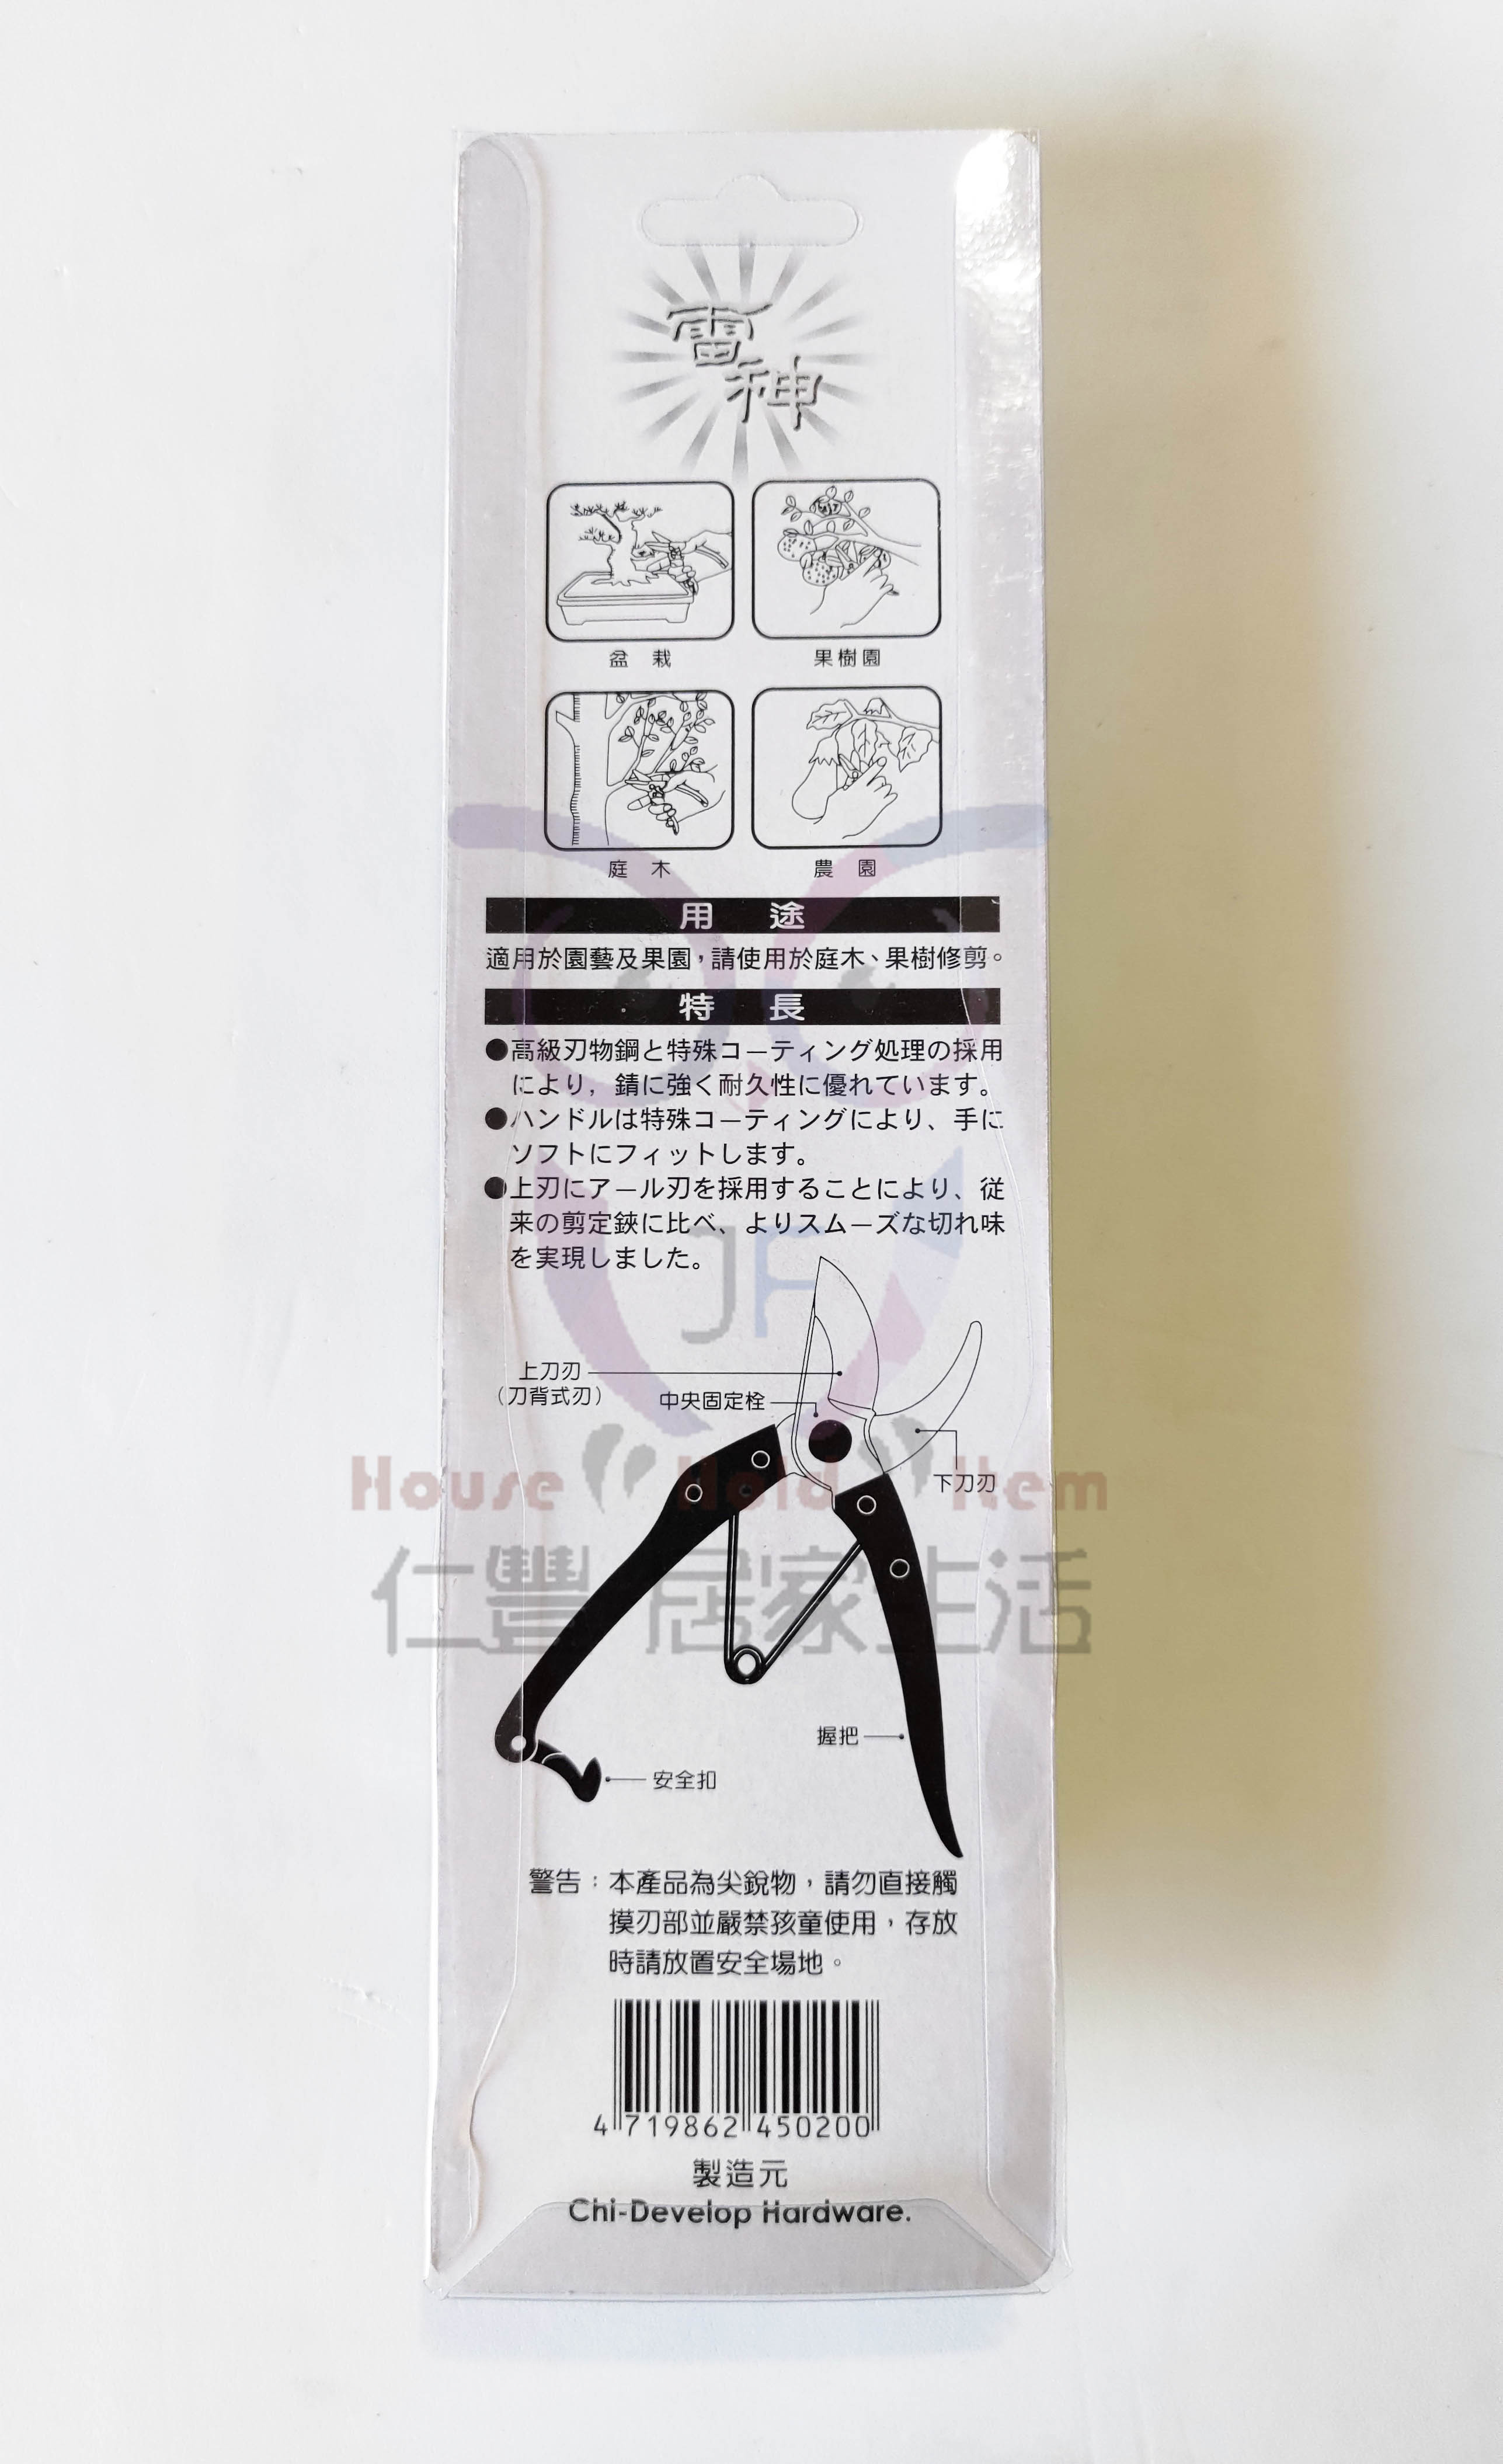 雷神
盆栽
果樹園
庭木
農園
用途
適用於園藝及果園，請使用於庭木、果樹修剪。
特長
●高級刃物鋼と特殊コーティング処理の採用
により，錆に強く耐久性に優れています。
●ハンドルは特殊コーティングにより、手に
ソフトにフィットします。
●上刃にアール刃を採用することにより、従
来の剪定鋏に比べ、よりスムーズな切れ味
を実現しました。
JF
上刀刃
（刀背式刃）
中央固定栓
下刀刃
House Hold Item
仁豐 居家生活
握把
安全扣
警告：本產品為尖銳物，請勿直接觸
摸刃部並嚴禁孩童使用，存放
時請放置安全場地。
4 719862 450200
製造元
Chi-Develop Hardware.